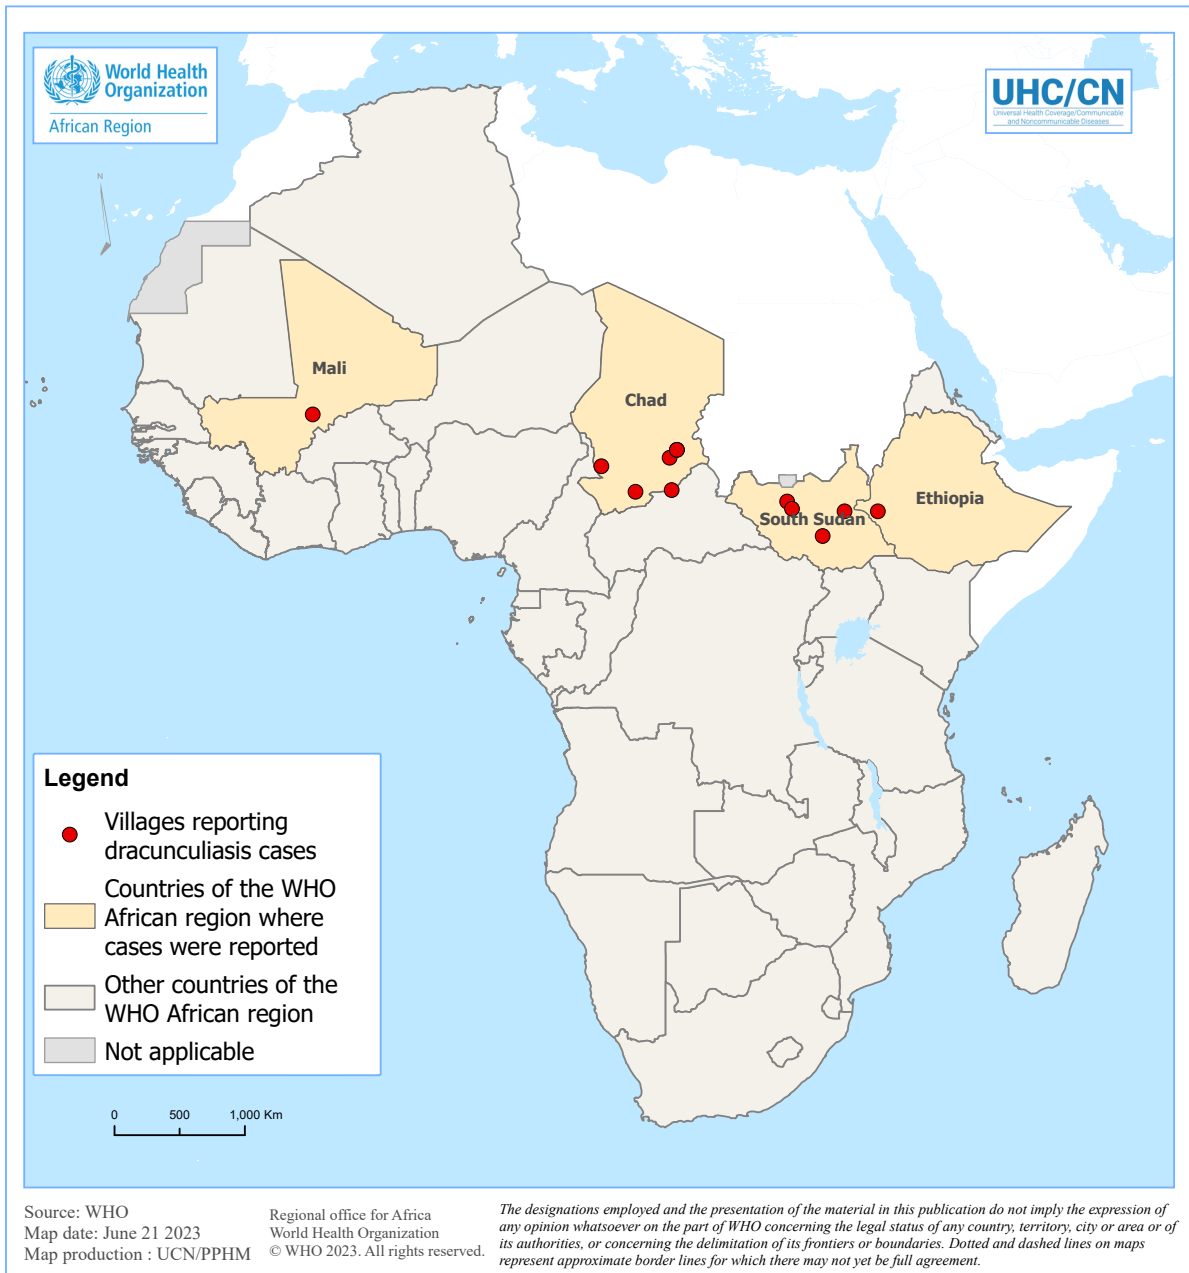 World Health
Organization
African Region
UHC/CN
Universal Health Coverage/Communicable
and Noncommunicable Diseases
N
Mali
Chad
South Sudan
Ethiopia
Legend
Villages reporting
dracunculiasis cases
Countries of the WHO
African region where
cases were reported
Other countries of the
WHO African region
Not applicable
0 500 1,000 Km
Source: WHO
Map date: June 21 2023
Map production : UCN/PPHM
Regional office for Africa
World Health Organization
© WHO 2023. All rights reserved.
The designations employed and the presentation of the material in this publication do not imply the expression of
any opinion whatsoever on the part of WHO concerning the legal status of any country, territory, city or area or of
its authorities, or concerning the delimitation of its frontiers or boundaries. Dotted and dashed lines on maps
represent approximate border lines for which there may not yet be full agreement.